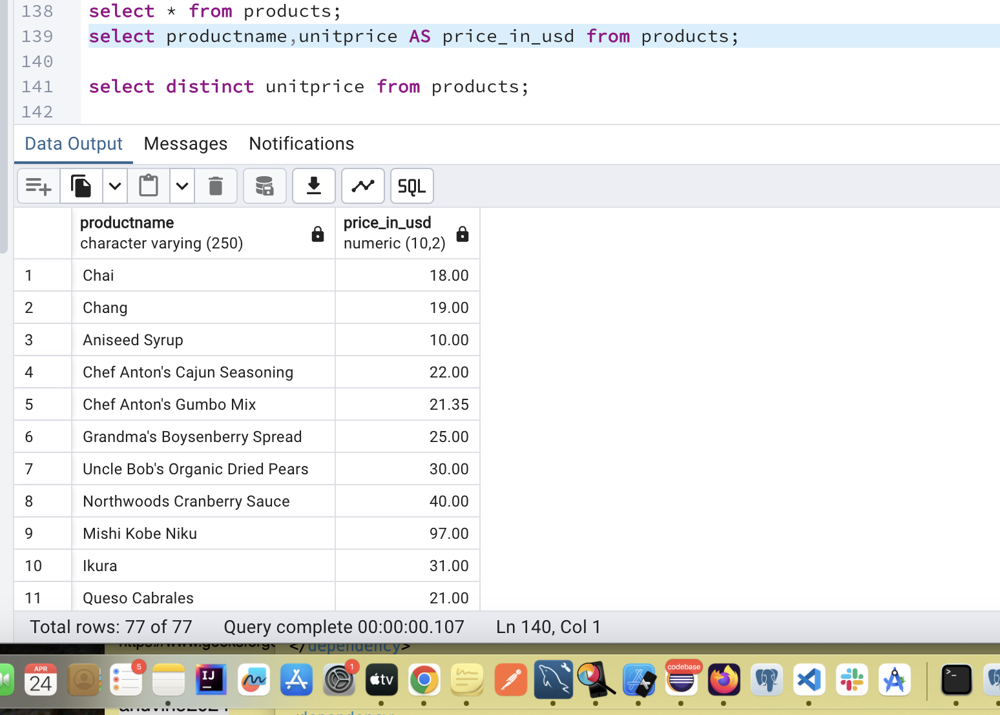 138 select * from products;
139 select productname,unitprice AS price_in_usd from products;
140
141 select distinct unitprice from products;
142
Data Output Messages Notifications
SQL
productname price_in_usd
character varying (250) numeric (10,2)
1 Chai 18.00
2 Chang 19.00
3 Aniseed Syrup 10.00
4 Chef Anton's Cajun Seasoning 22.00
5 Chef Anton's Gumbo Mix 21.35
6 Grandma's Boysenberry Spread 25.00
7 Uncle Bob's Organic Dried Pears 30.00
8 Northwoods Cranberry Sauce 40.00
9 Mishi Kobe Niku 97.00
10 Ikura 31.00
11 Queso Cabrales 21.00
Total rows: 77 of 77 Query complete 00:00:00.107 Ln 140, Col 1
</dependency>
APR 5 1 codebase
24 IJ tv >_